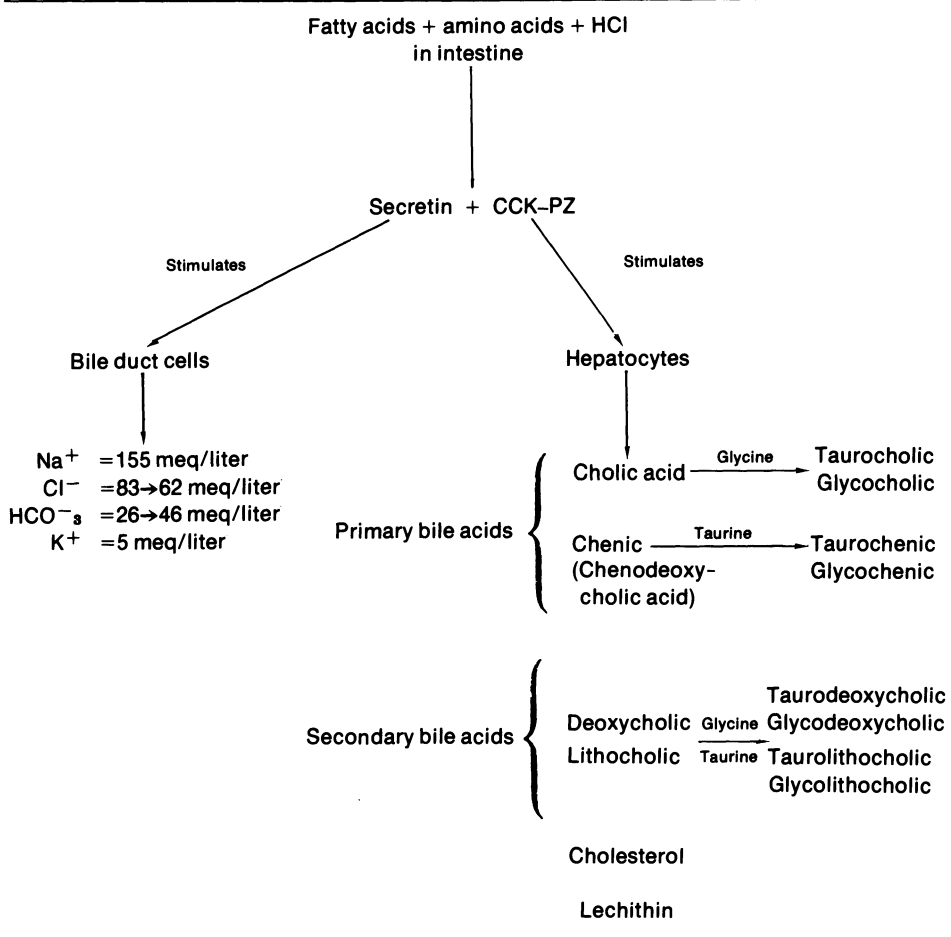 Fatty acids + amino acids + HCl
in intestine
Secretin + CCK–PZ
Stimulates
Stimulates
Bile duct cells
Hepatocytes
Na+ =155 meq/liter
Cl− =83→62 meq/liter
HCO−3 =26→46 meq/liter
K+ =5 meq/liter
Primary bile acids
Cholic acid
Glycine
Taurocholic
Glycocholic
Chenic
(Chenodeoxy-
cholic acid)
Taurine
Taurochenic
Glycochenic
Secondary bile acids
Deoxycholic
Lithocholic
Glycine
Taurine
Taurodeoxycholic
Glycodeoxycholic
Taurolithocholic
Glycolithocholic
Cholesterol
Lechithin